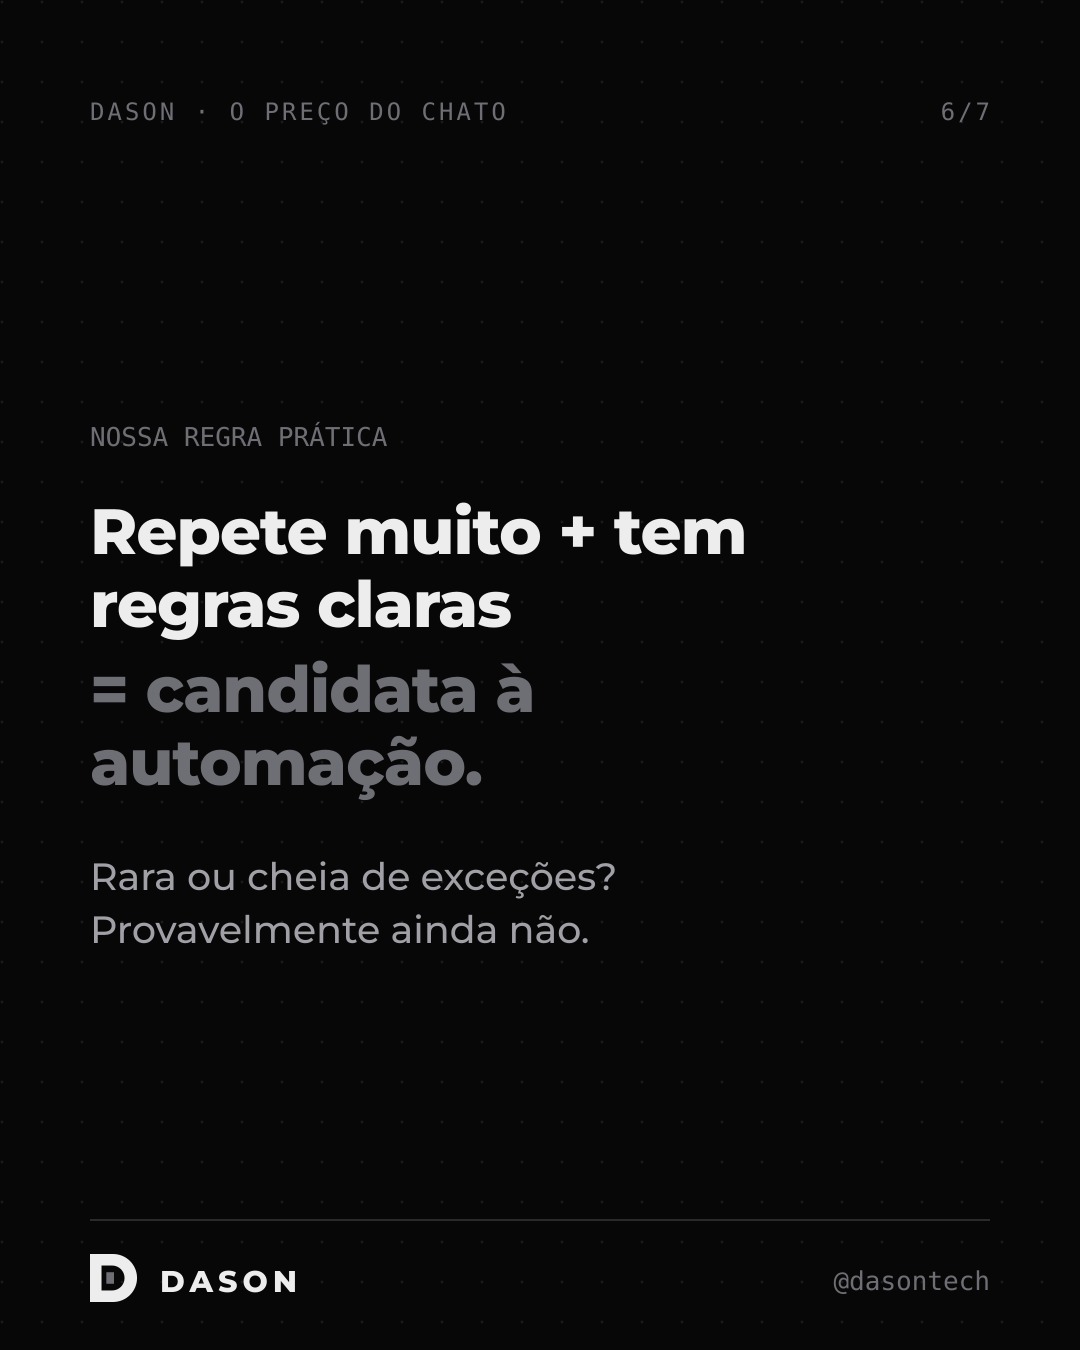 DASON · O PREÇO DO CHATO
6/7
NOSSA REGRA PRÁTICA
Repete muito + tem
regras claras
= candidata à
automação.
Rara ou cheia de exceções?
Provavelmente ainda não.
DASON
@dasontech